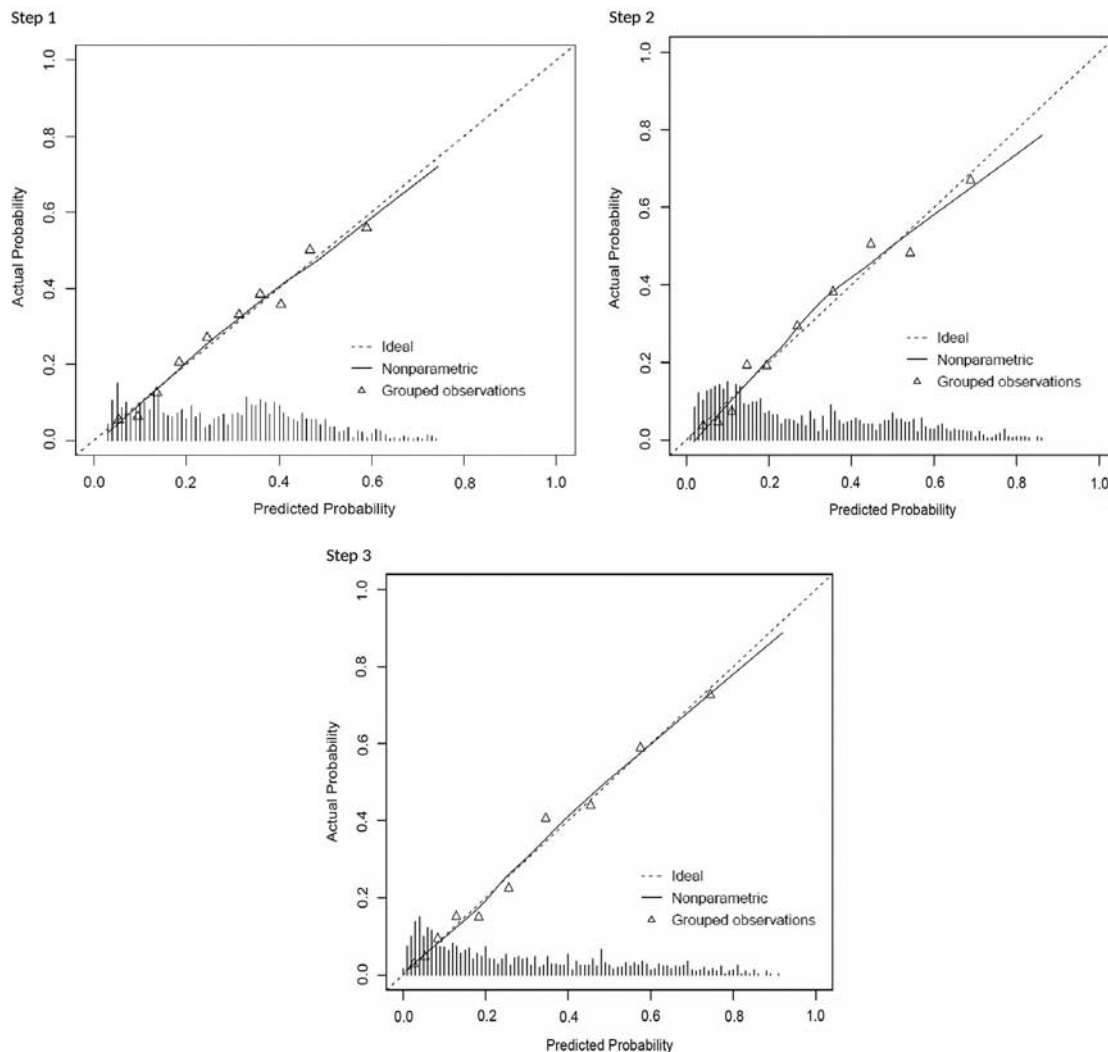 Step 1
1.0
0.8
0.6
0.4
0.2
0.0
Actual Probability
Ideal
Nonparametric
Grouped observations
0.0 0.2 0.4 0.6 0.8 1.0
Predicted Probability
Step 2
1.0
0.8
0.6
0.4
0.2
0.0
Actual Probability
Ideal
Nonparametric
Grouped observations
0.0 0.2 0.4 0.6 0.8 1.0
Predicted Probability
Step 3
1.0
0.8
0.6
0.4
0.2
0.0
Actual Probability
Ideal
Nonparametric
Grouped observations
0.0 0.2 0.4 0.6 0.8 1.0
Predicted Probability